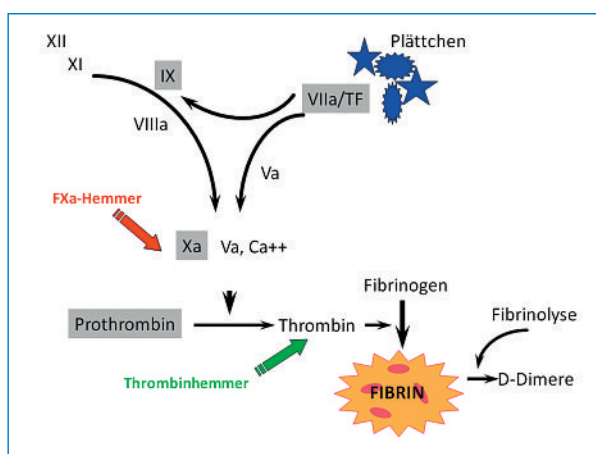 XII
XI
IX
VIIa/TF
Plättchen
VIIIa
Va
FXa-Hemmer
Xa
Va, Ca++
Fibrinogen
Prothrombin
Thrombin
Fibrinolyse
Thrombinhemmer
FIBRIN
D-Dimere